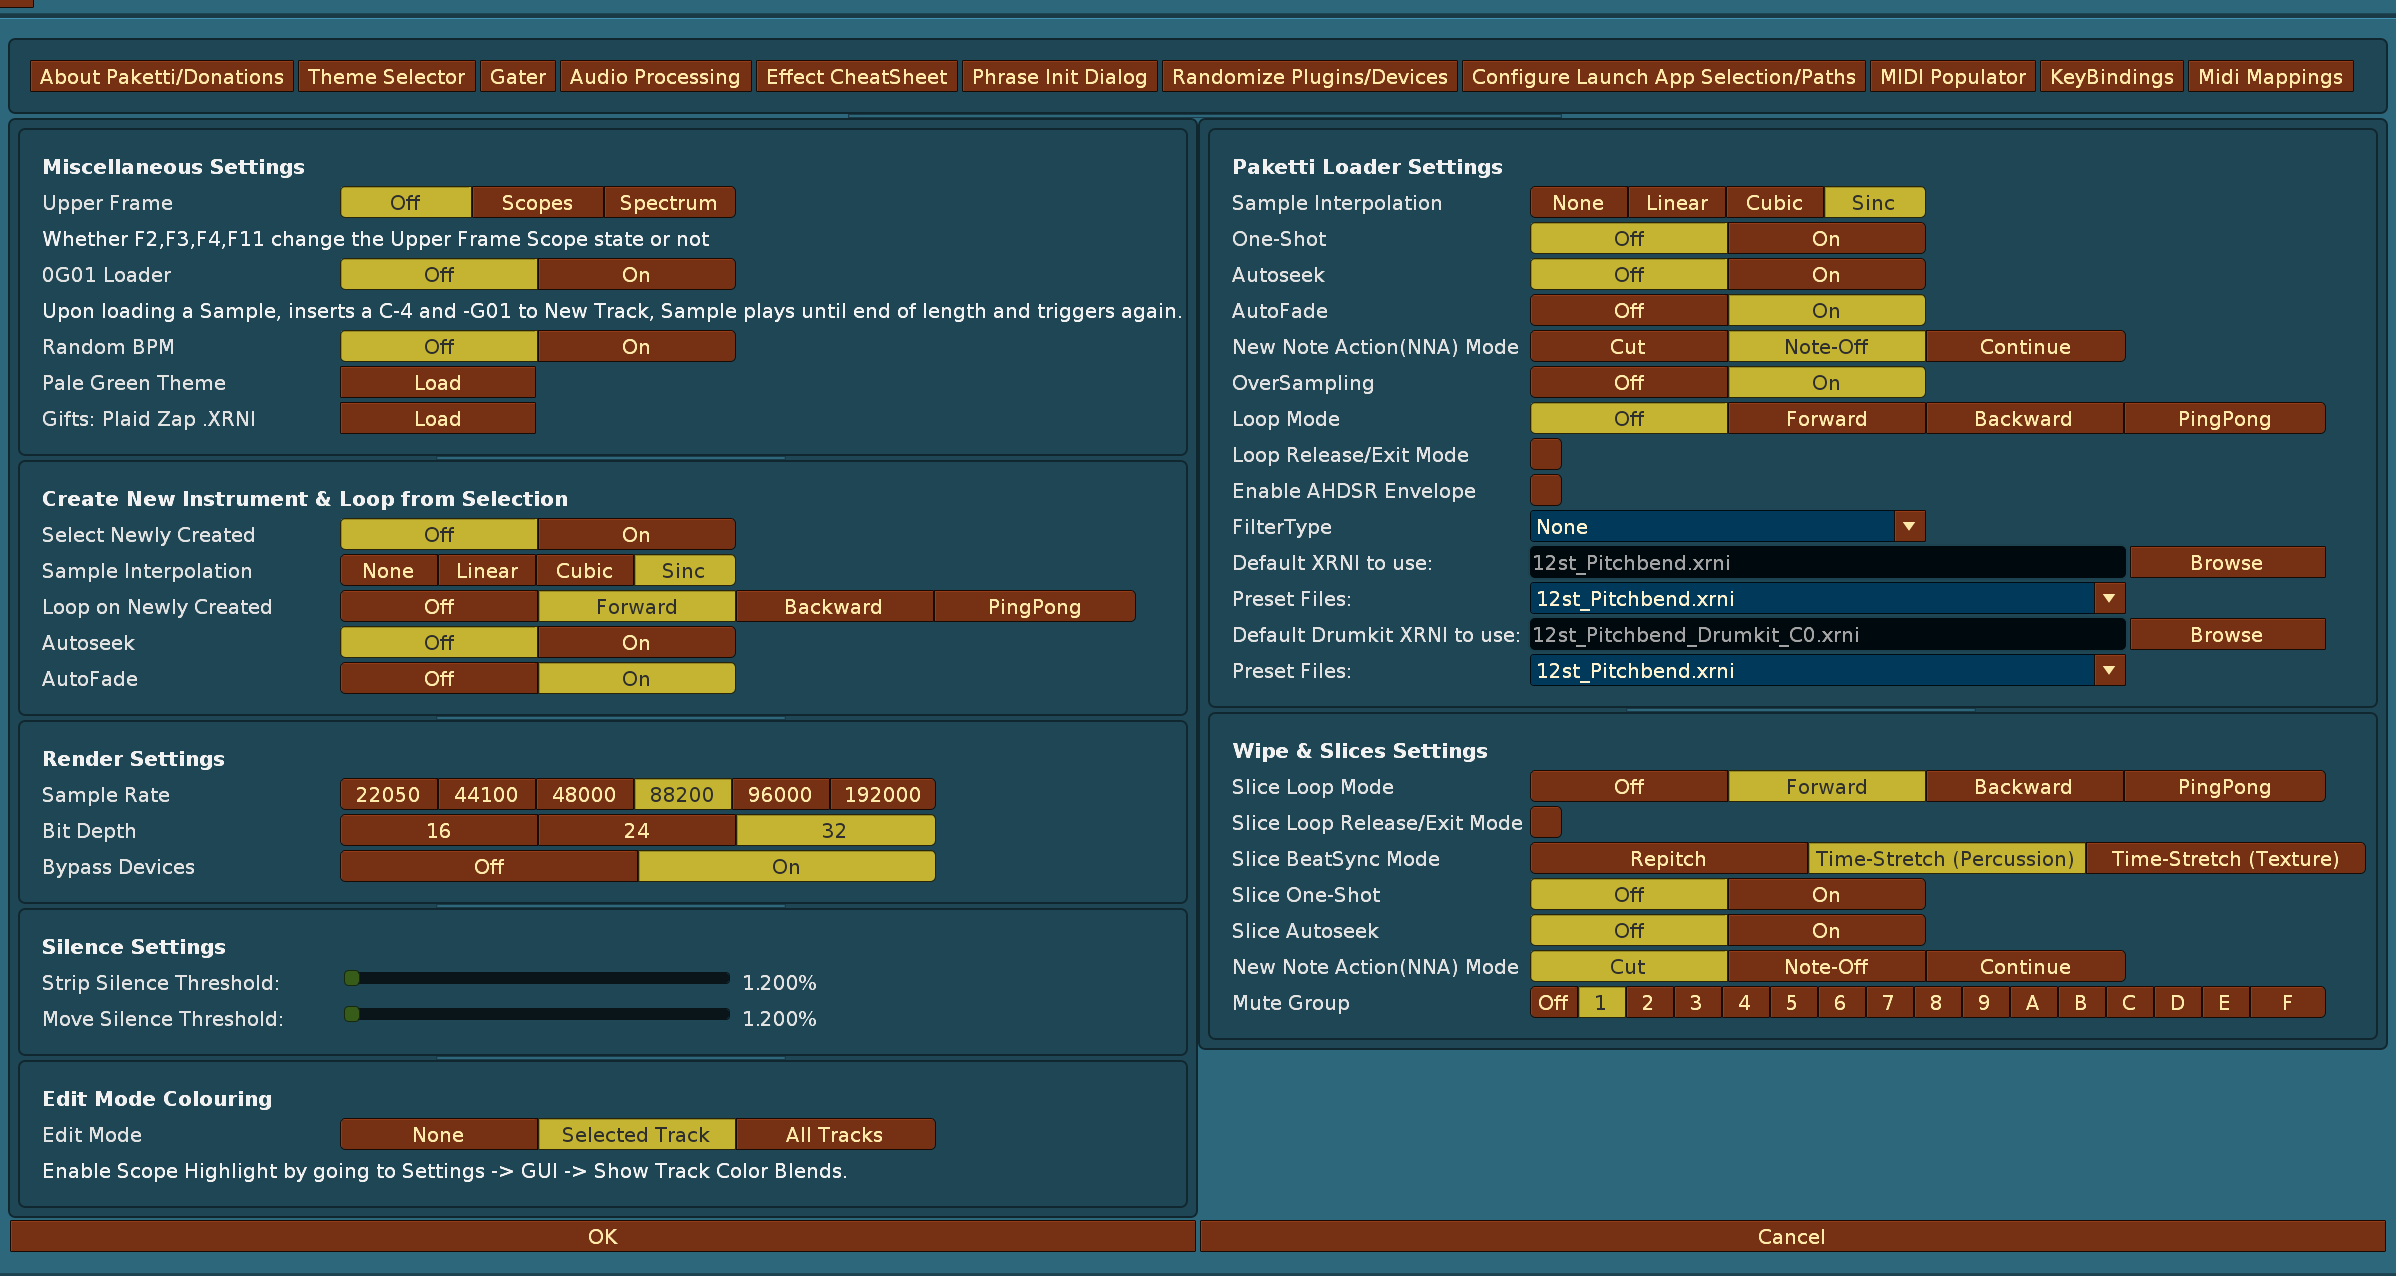 About Paketti/Donations Theme Selector Gater Audio Processing Effect CheatSheet Phrase Init Dialog Randomize Plugins/Devices Configure Launch App Selection/Paths MIDI Populator KeyBindings Midi Mappings
Miscellaneous Settings
Upper Frame Off Scopes Spectrum
Whether F2,F3,F4,F11 change the Upper Frame Scope state or not
0G01 Loader Off On
Upon loading a Sample, inserts a C-4 and -G01 to New Track, Sample plays until end of length and triggers again.
Random BPM Off On
Pale Green Theme Load
Gifts: Plaid Zap .XRNI Load
Create New Instrument & Loop from Selection
Select Newly Created Off On
Sample Interpolation None Linear Cubic Sinc
Loop on Newly Created Off Forward Backward PingPong
Autoseek Off On
AutoFade Off On
Render Settings
Sample Rate 22050 44100 48000 88200 96000 192000
Bit Depth 16 24 32
Bypass Devices Off On
Silence Settings
Strip Silence Threshold: 1.200%
Move Silence Threshold: 1.200%
Edit Mode Colouring
Edit Mode None Selected Track All Tracks
Enable Scope Highlight by going to Settings -> GUI -> Show Track Color Blends.
Paketti Loader Settings
Sample Interpolation None Linear Cubic Sinc
One-Shot Off On
Autoseek Off On
AutoFade Off On
New Note Action(NNA) Mode Cut Note-Off Continue
OverSampling Off On
Loop Mode Off Forward Backward PingPong
Loop Release/Exit Mode
Enable AHDSR Envelope
FilterType None
Default XRNI to use: 12st_Pitchbend.xrni Browse
Preset Files: 12st_Pitchbend.xrni
Default Drumkit XRNI to use: 12st_Pitchbend_Drumkit_C0.xrni Browse
Preset Files: 12st_Pitchbend.xrni
Wipe & Slices Settings
Slice Loop Mode Off Forward Backward PingPong
Slice Loop Release/Exit Mode
Slice BeatSync Mode Repitch Time-Stretch (Percussion) Time-Stretch (Texture)
Slice One-Shot Off On
Slice Autoseek Off On
New Note Action(NNA) Mode Cut Note-Off Continue
Mute Group Off 1 2 3 4 5 6 7 8 9 A B C D E F
OK Cancel